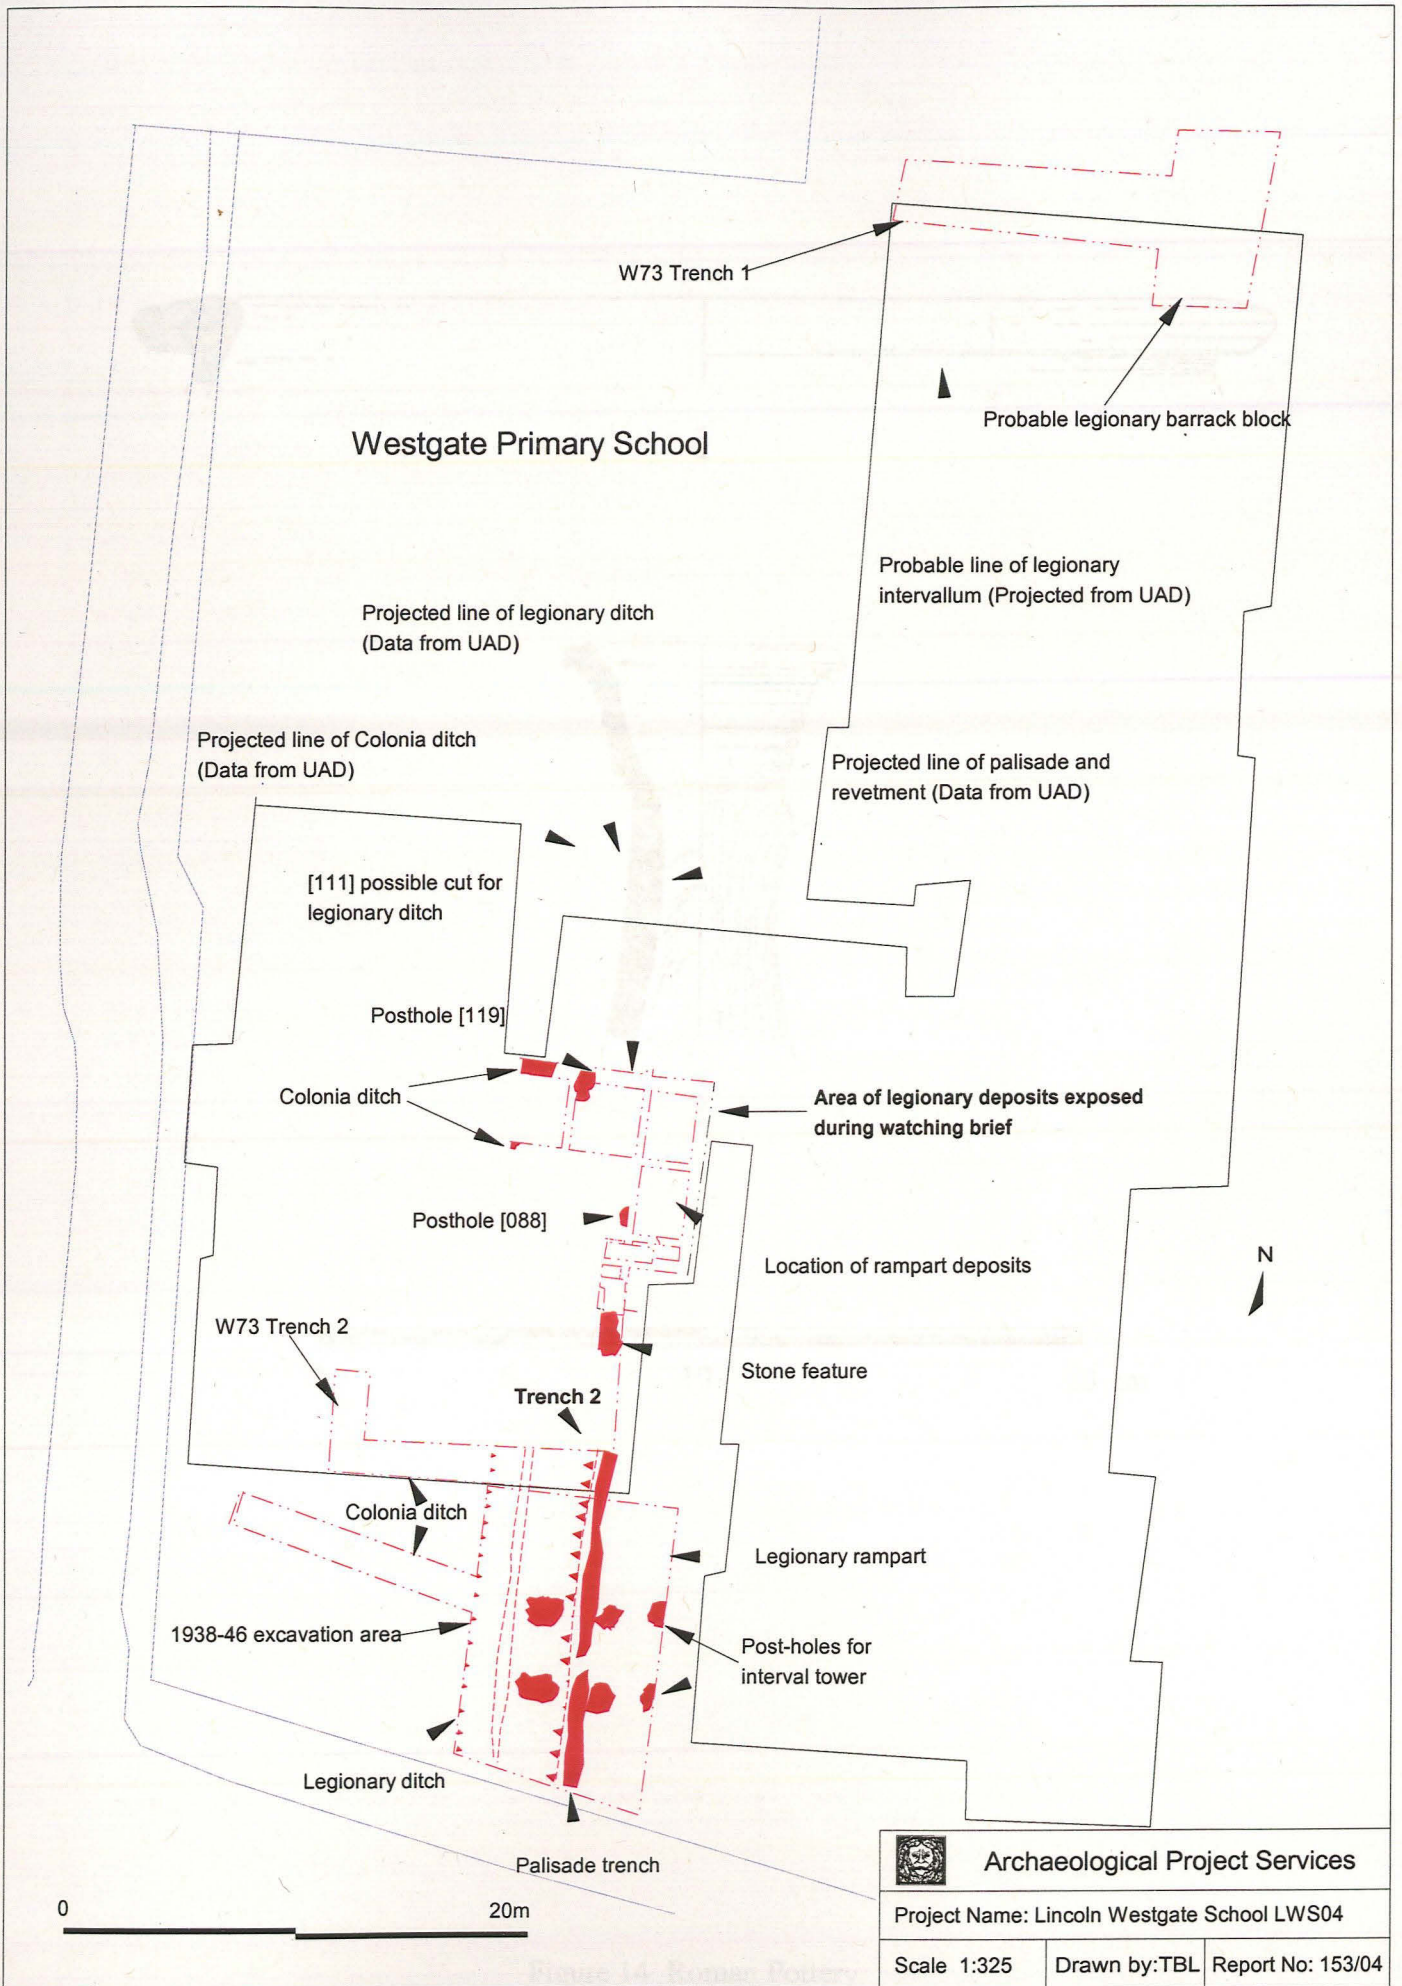 W73 Trench 1
Probable legionary barrack block
Westgate Primary School
Probable line of legionary
intervallum (Projected from UAD)
Projected line of legionary ditch
(Data from UAD)
Projected line of Colonia ditch
(Data from UAD)
Projected line of palisade and
revetment (Data from UAD)
[111] possible cut for
legionary ditch
Posthole [119]
Colonia ditch
Area of legionary deposits exposed
during watching brief
Posthole [088]
Location of rampart deposits
N
W73 Trench 2
Stone feature
Trench 2
Colonia ditch
Legionary rampart
1938-46 excavation area
Post-holes for
interval tower
Legionary ditch
Palisade trench
0
20m
Archaeological Project Services
Project Name: Lincoln Westgate School LWS04
Scale 1:325
Drawn by:TBL
Report No: 153/04
Figure 14 Roman Pottery